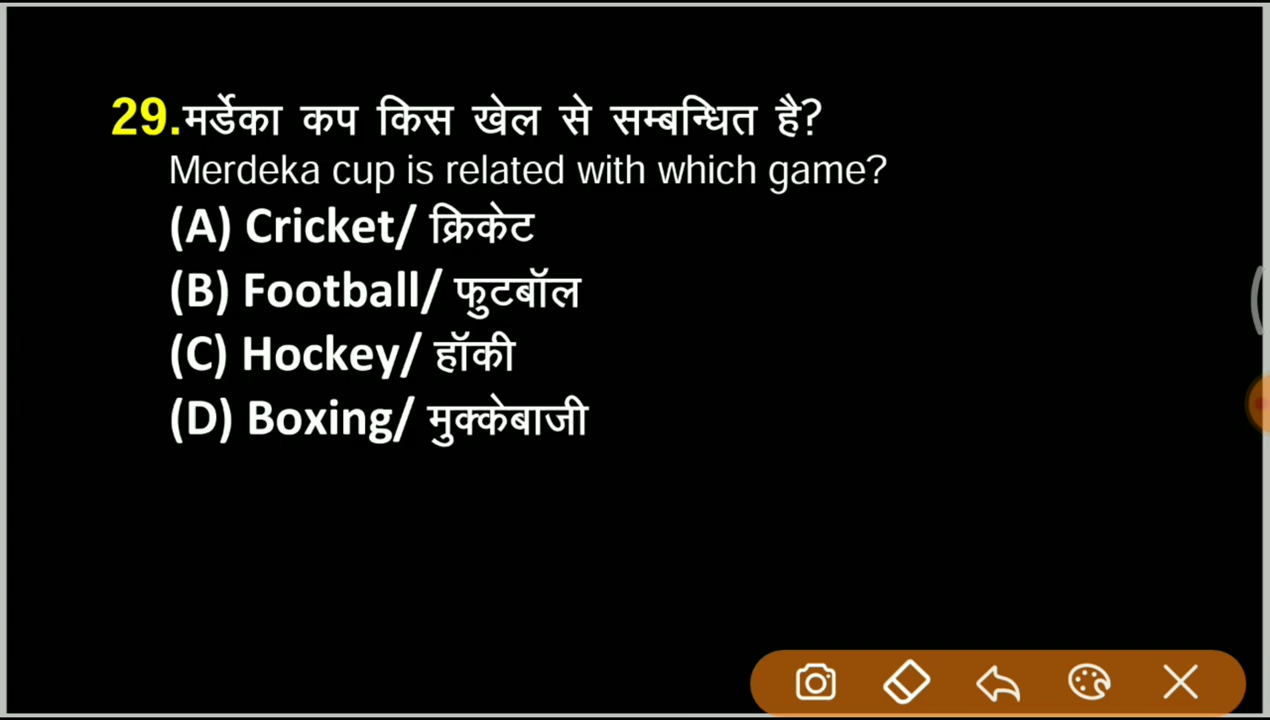 29.मर्डेका कप किस खेल से सम्बन्धित है?
Merdeka cup is related with which game?
(A) Cricket/ क्रिकेट
(B) Football/ फुटबॉल
(C) Hockey/ हॉकी
(D) Boxing/ मुक्केबाजी